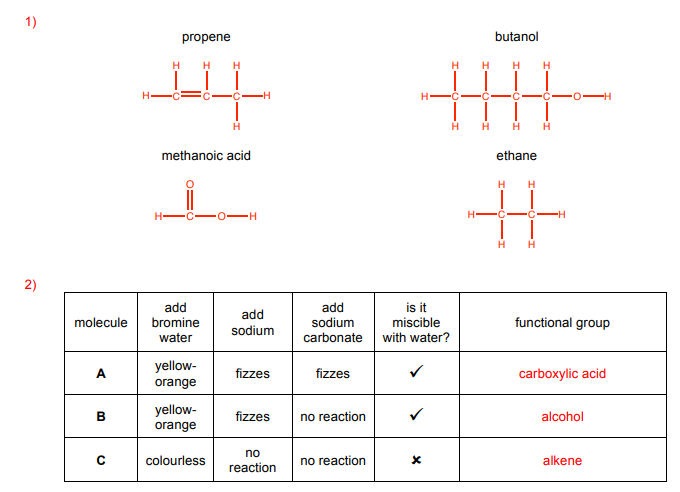 1)
propene
butanol
H H H
H C C C H
H
H H H H
H C C C C O H
H H H H
methanoic acid
ethane
O
H C O H
H H
H C C H
H H
2)
molecule
add
bromine
water
add
sodium
add
sodium
carbonate
is it
miscible
with water?
functional group
A
yellow-
orange
fizzes
fizzes
✓
carboxylic acid
B
yellow-
orange
fizzes
no reaction
✓
alcohol
C
colourless
no
reaction
no reaction
×
alkene